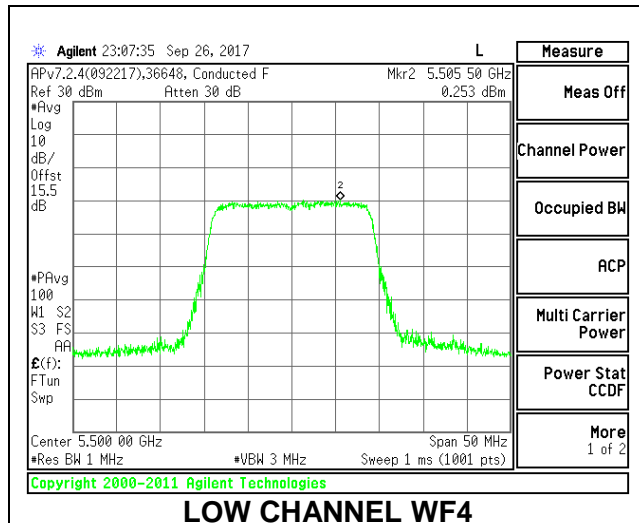 Agilent 23:07:35 Sep 26, 2017 L
APv7.2.4(092217),36648, Conducted F Mkr2 5.505 50 GHz
Ref 30 dBm Atten 30 dB 0.253 dBm
#Avg
Log
10
dB/
Offst
15.5
dB
2
#PAvg
100
W1 S2
S3 FS
AA
£(f):
FTun
Swp
Center 5.500 00 GHz Span 50 MHz
#Res BW 1 MHz #VBW 3 MHz Sweep 1 ms (1001 pts)
Copyright 2000-2011 Agilent Technologies
Measure
Meas Off
Channel Power
Occupied BW
ACP
Multi Carrier
Power
Power Stat
CCDF
More
1 of 2
LOW CHANNEL WF4